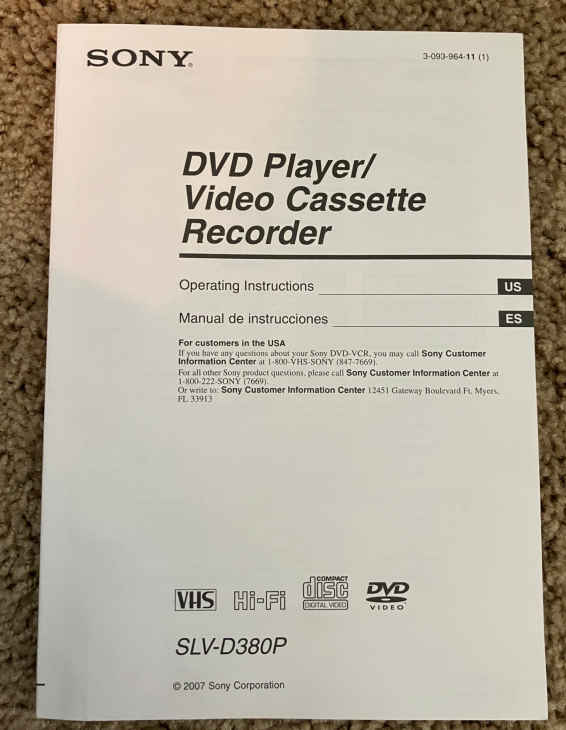 SONY®
3-093-964-11 (1)
DVD Player/
Video Cassette
Recorder
Operating Instructions US
Manual de instrucciones ES
For customers in the USA
If you have any questions about your Sony DVD-VCR, you may call Sony Customer
Information Center at 1-800-VHS-SONY (847-7669).
For all other Sony product questions, please call Sony Customer Information Center at
1-800-222-SONY (7669).
Or write to: Sony Customer Information Center 12451 Gateway Boulevard Ft, Myers,
FL 33913
VHS Hi-Fi COMPACT disc DIGITAL VIDEO DVD VIDEO
SLV-D380P
© 2007 Sony Corporation